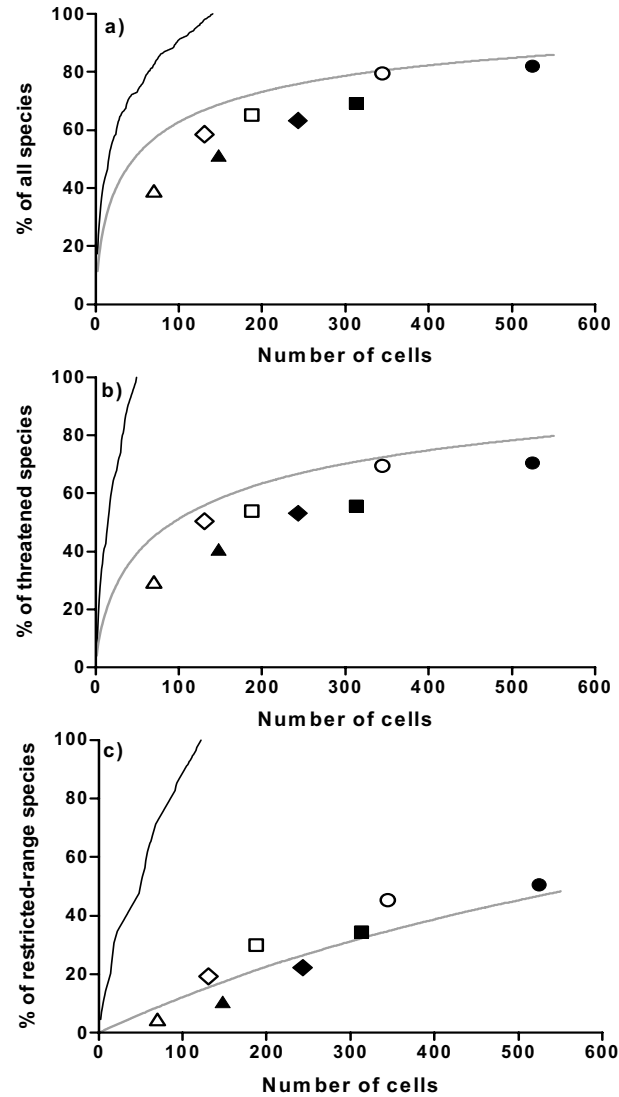 a)
% of all species
100
80
60
40
20
0
0 100 200 300 400 500 600
Number of cells
b)
% of threatened species
100
80
60
40
20
0
0 100 200 300 400 500 600
Number of cells
c)
% of restricted-range species
100
80
60
40
20
0
0 100 200 300 400 500 600
Number of cells